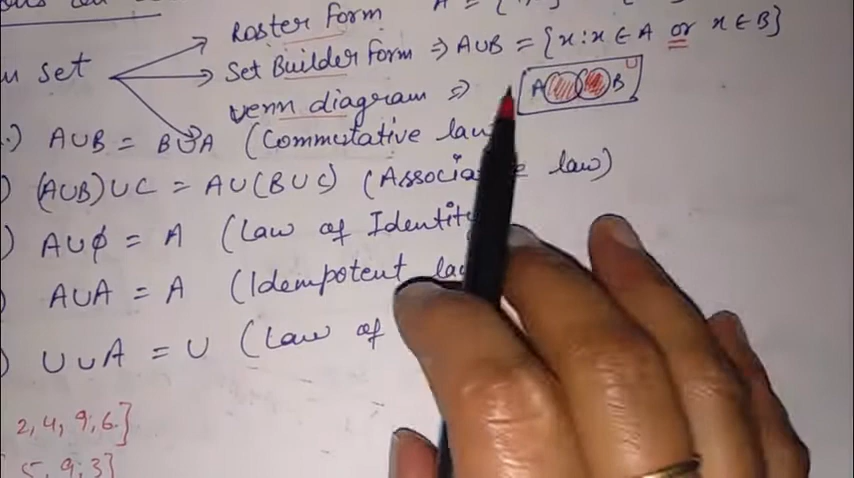 Roster Form
set
Set Builder Form ⇒ A∪B = {x : x ∈ A or x ∈ B}
Venn diagram ⇒ A B U
A∪B = B∪A (Commutative law
(A∪B)∪C = A∪(B∪C) (Associa law)
A∪ϕ = A (Law of Identity
A∪A = A (Idempotent law
U∪A = U (Law of
2, 4, 9, 6.}
5, 9, 3}